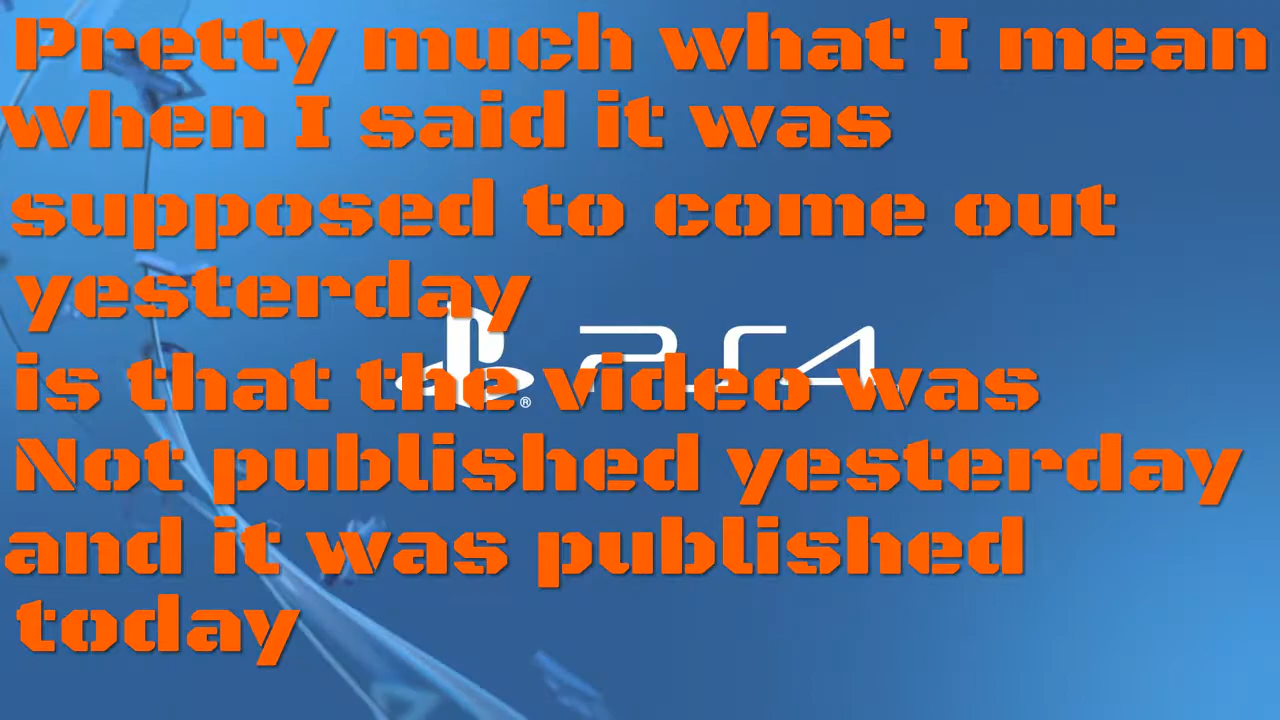 Pretty much what I mean
when I said it was
supposed to come out
yesterday
PS4
®
is that the video was
Not published yesterday
and it was published
today